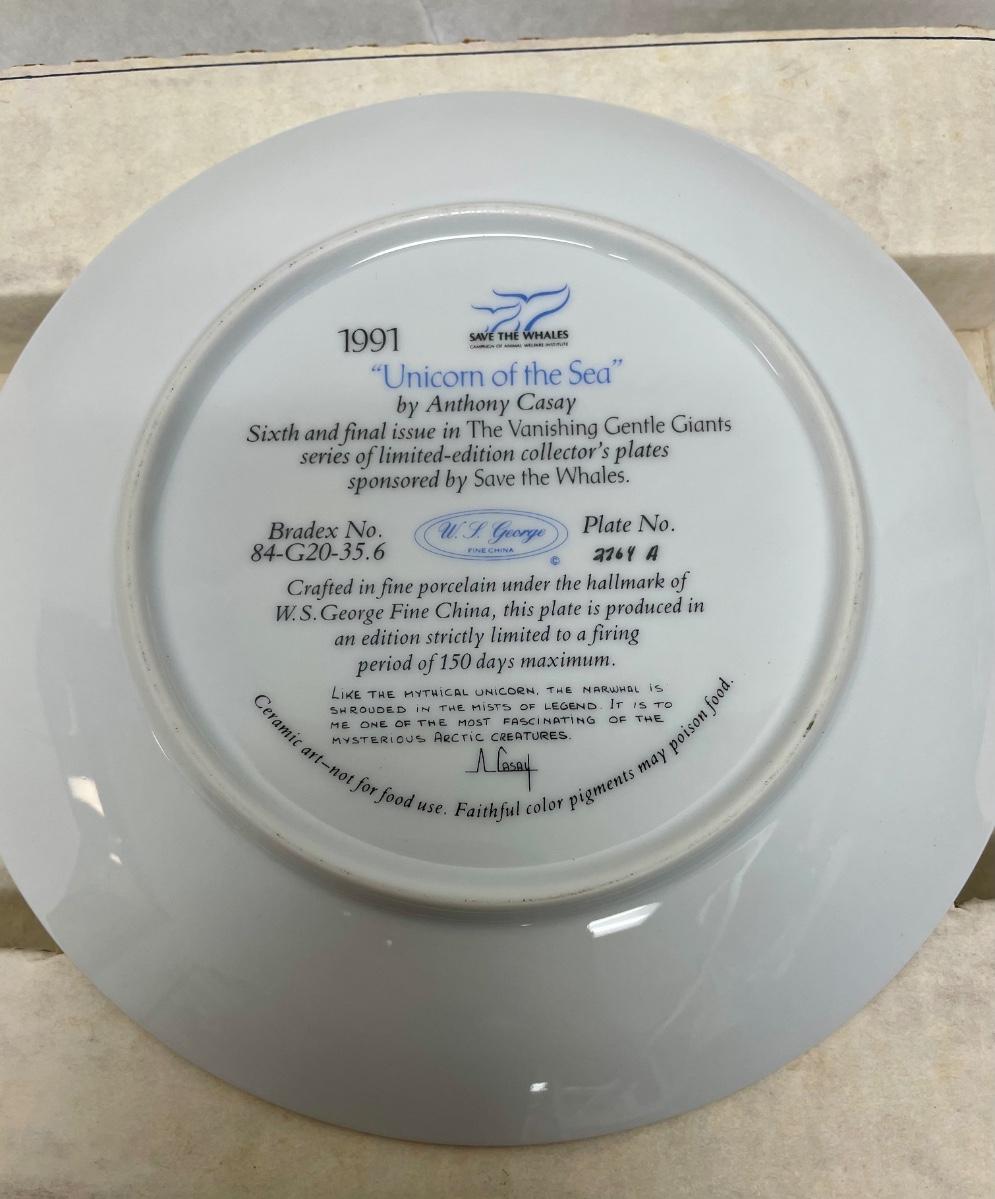 1991
SAVE THE WHALES
CAMPAIGN OF ANIMAL WELFARE INSTITUTE
“Unicorn of the Sea”
by Anthony Casay
Sixth and final issue in The Vanishing Gentle Giants
series of limited-edition collector's plates
sponsored by Save the Whales.
Bradex No.
84-G20-35.6
W. S. George
FINE CHINA
©
Plate No.
2764 A
Crafted in fine porcelain under the hallmark of
W.S.George Fine China, this plate is produced in
an edition strictly limited to a firing
period of 150 days maximum.
LIKE THE MYTHICAL UNICORN, THE NARWHAL IS
SHROUDED IN THE MISTS OF LEGEND. IT IS TO
ME ONE OF THE MOST FASCINATING OF THE
MYSTERIOUS ARCTIC CREATURES.
A Casay
Ceramic art—not for food use. Faithful color pigments may poison food.